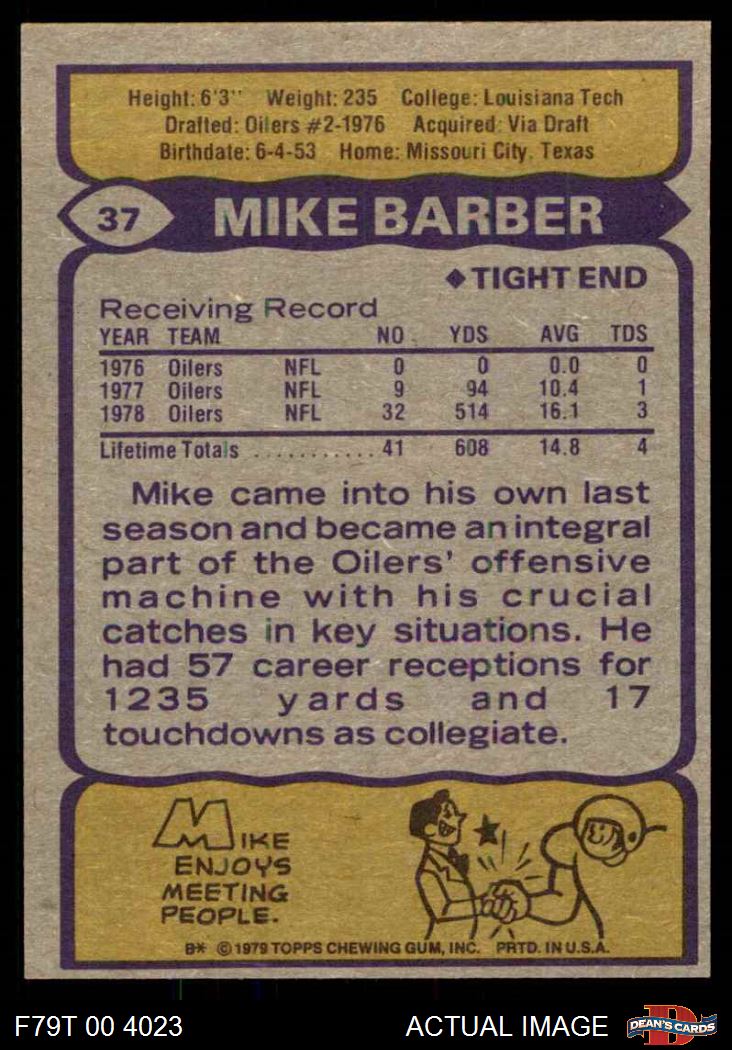 Height: 6'3" Weight: 235 College: Louisiana Tech
Drafted: Oilers #2-1976 Acquired: Via Draft
Birthdate: 6-4-53 Home: Missouri City, Texas
37 MIKE BARBER
◆TIGHT END
Receiving Record
YEAR TEAM NO YDS AVG TDS
1976 Oilers NFL 0 0 0.0 0
1977 Oilers NFL 9 94 10.4 1
1978 Oilers NFL 32 514 16.1 3
Lifetime Totals ........... 41 608 14.8 4
Mike came into his own last
season and became an integral
part of the Oilers' offensive
machine with his crucial
catches in key situations. He
had 57 career receptions for
1235 yards and 17
touchdowns as collegiate.
MIKE
ENJOYS
MEETING
PEOPLE.
B* © 1979 TOPPS CHEWING GUM, INC. PRTD. IN U.S.A.
F79T 00 4023 ACTUAL IMAGE D DEAN'S CARDS